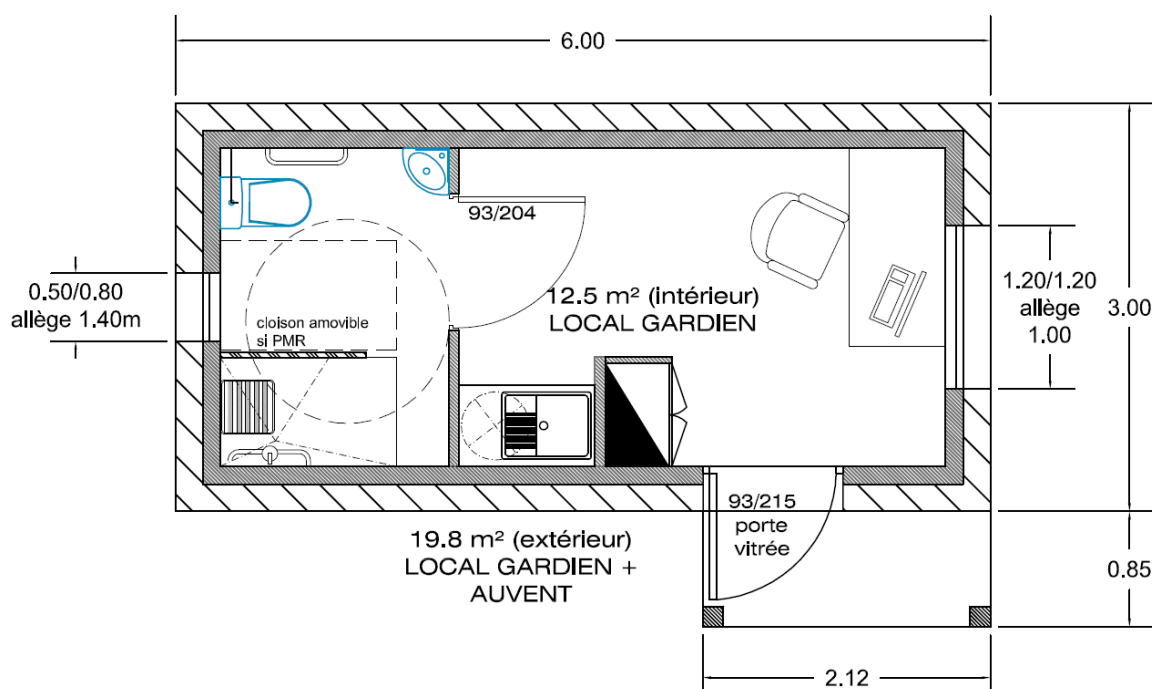 6.00
93/204
0.50/0.80
allège 1.40m
12.5 m² (intérieur)
LOCAL GARDIEN
1.20/1.20
allège
1.00
3.00
cloison amovible
si PMR
93/215
porte
vitrée
19.8 m² (extérieur)
LOCAL GARDIEN +
AUVENT
0.85
2.12